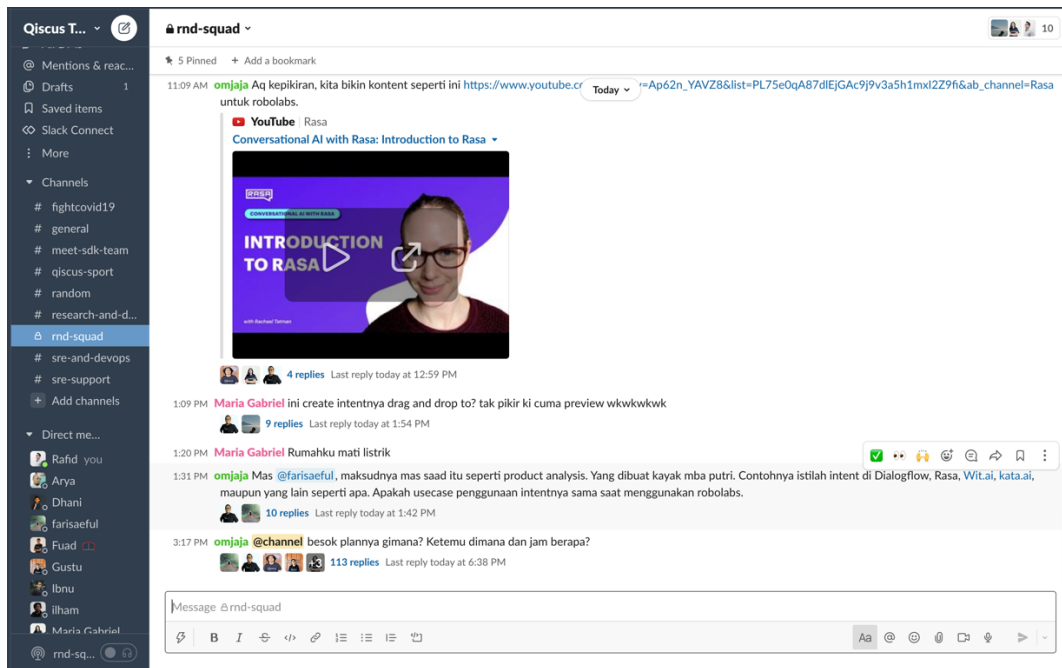 Qiscus T...
Mentions & reac...
Drafts 1
Saved items
Slack Connect
More
Channels
# fightcovid19
# general
# meet-sdk-team
# qiscus-sport
# random
# research-and-d...
rnd-squad
# sre-and-devops
# sre-support
+ Add channels
Direct me...
Rafid you
Arya
Dhani
farisaeful
Fuad
Gustu
Ibnu
ilham
Maria Gabriel
rnd-sq...
rnd-squad
10
5 Pinned + Add a bookmark
Today
11:09 AM omjaja Aq kepikiran, kita bikin kontent seperti ini https://www.youtube.cc =Ap62n_YAVZ8&list=PL75e0qA87dlEjGAc9j9v3a5h1mxI2Z9fi&ab_channel=Rasa
untuk robolabs.
YouTube | Rasa
Conversational AI with Rasa: Introduction to Rasa
RASA
CONVERSATIONAL AI WITH RASA
INTRODUCTION
TO RASA
with Rachael Tatman
4 replies Last reply today at 12:59 PM
1:09 PM Maria Gabriel ini create intentnya drag and drop to? tak pikir ki cuma preview wkwkwkwk
9 replies Last reply today at 1:54 PM
1:20 PM Maria Gabriel Rumahku mati listrik
1:31 PM omjaja Mas @farisaeful, maksudnya mas saad itu seperti product analysis. Yang dibuat kayak mba putri. Contohnya istilah intent di Dialogflow, Rasa, Wit.ai, kata.ai,
maupun yang lain seperti apa. Apakah usecase penggunaan intentnya sama saat menggunakan robolabs.
10 replies Last reply today at 1:42 PM
3:17 PM omjaja @channel besok plannya gimana? Ketemu dimana dan jam berapa?
+3 113 replies Last reply today at 6:38 PM
Message rnd-squad
B I S </> Aa @